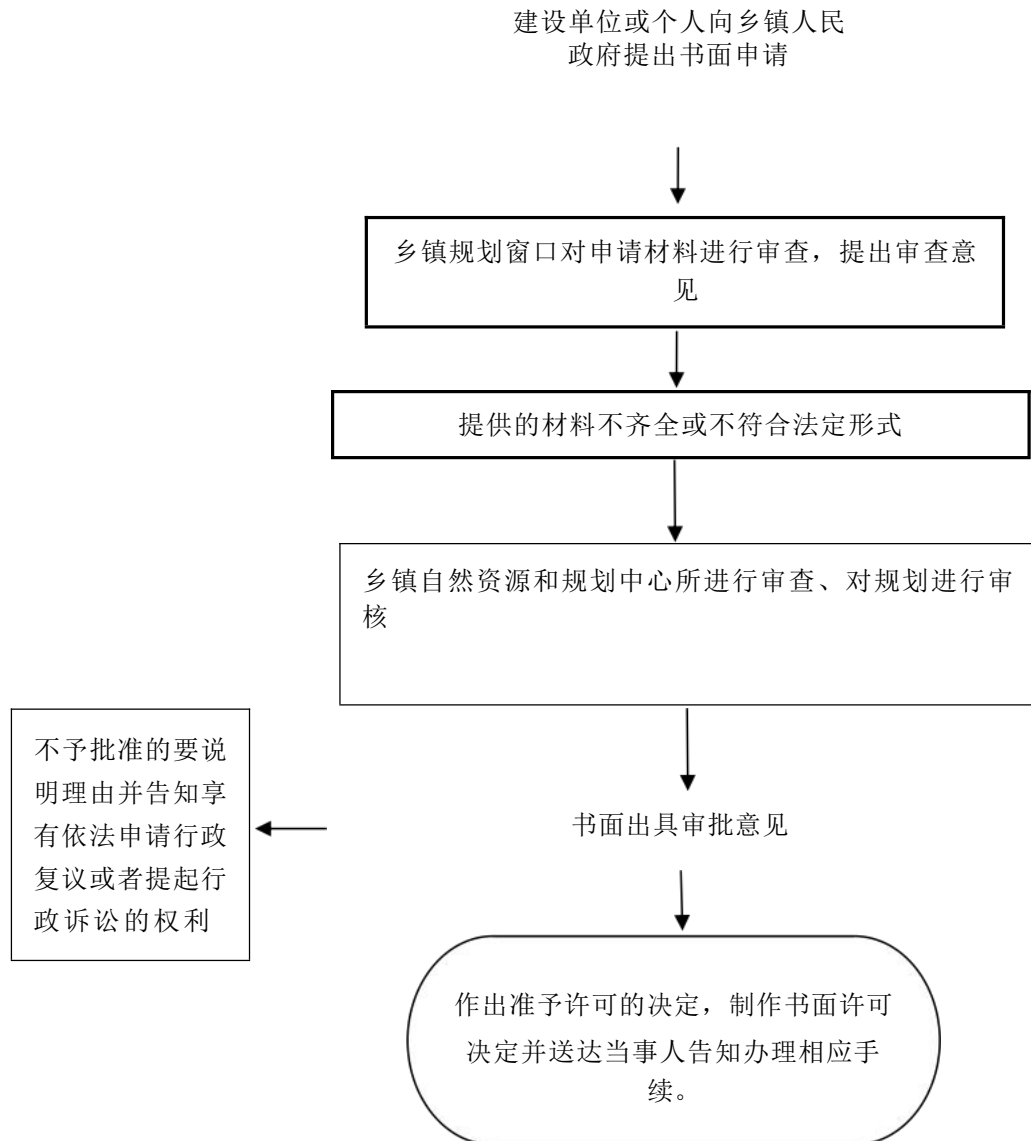 建设单位或个人向乡镇人民
政府提出书面申请
乡镇规划窗口对申请材料进行审查，提出审查意
见
提供的材料不齐全或不符合法定形式
乡镇自然资源和规划中心所进行审查、对规划进行审
核
不予批准的要说
明理由并告知享
有依法申请行政
复议或者提起行
政诉讼的权利
书面出具审批意见
作出准予许可的决定，制作书面许可
决定并送达当事人告知办理相应手
续。